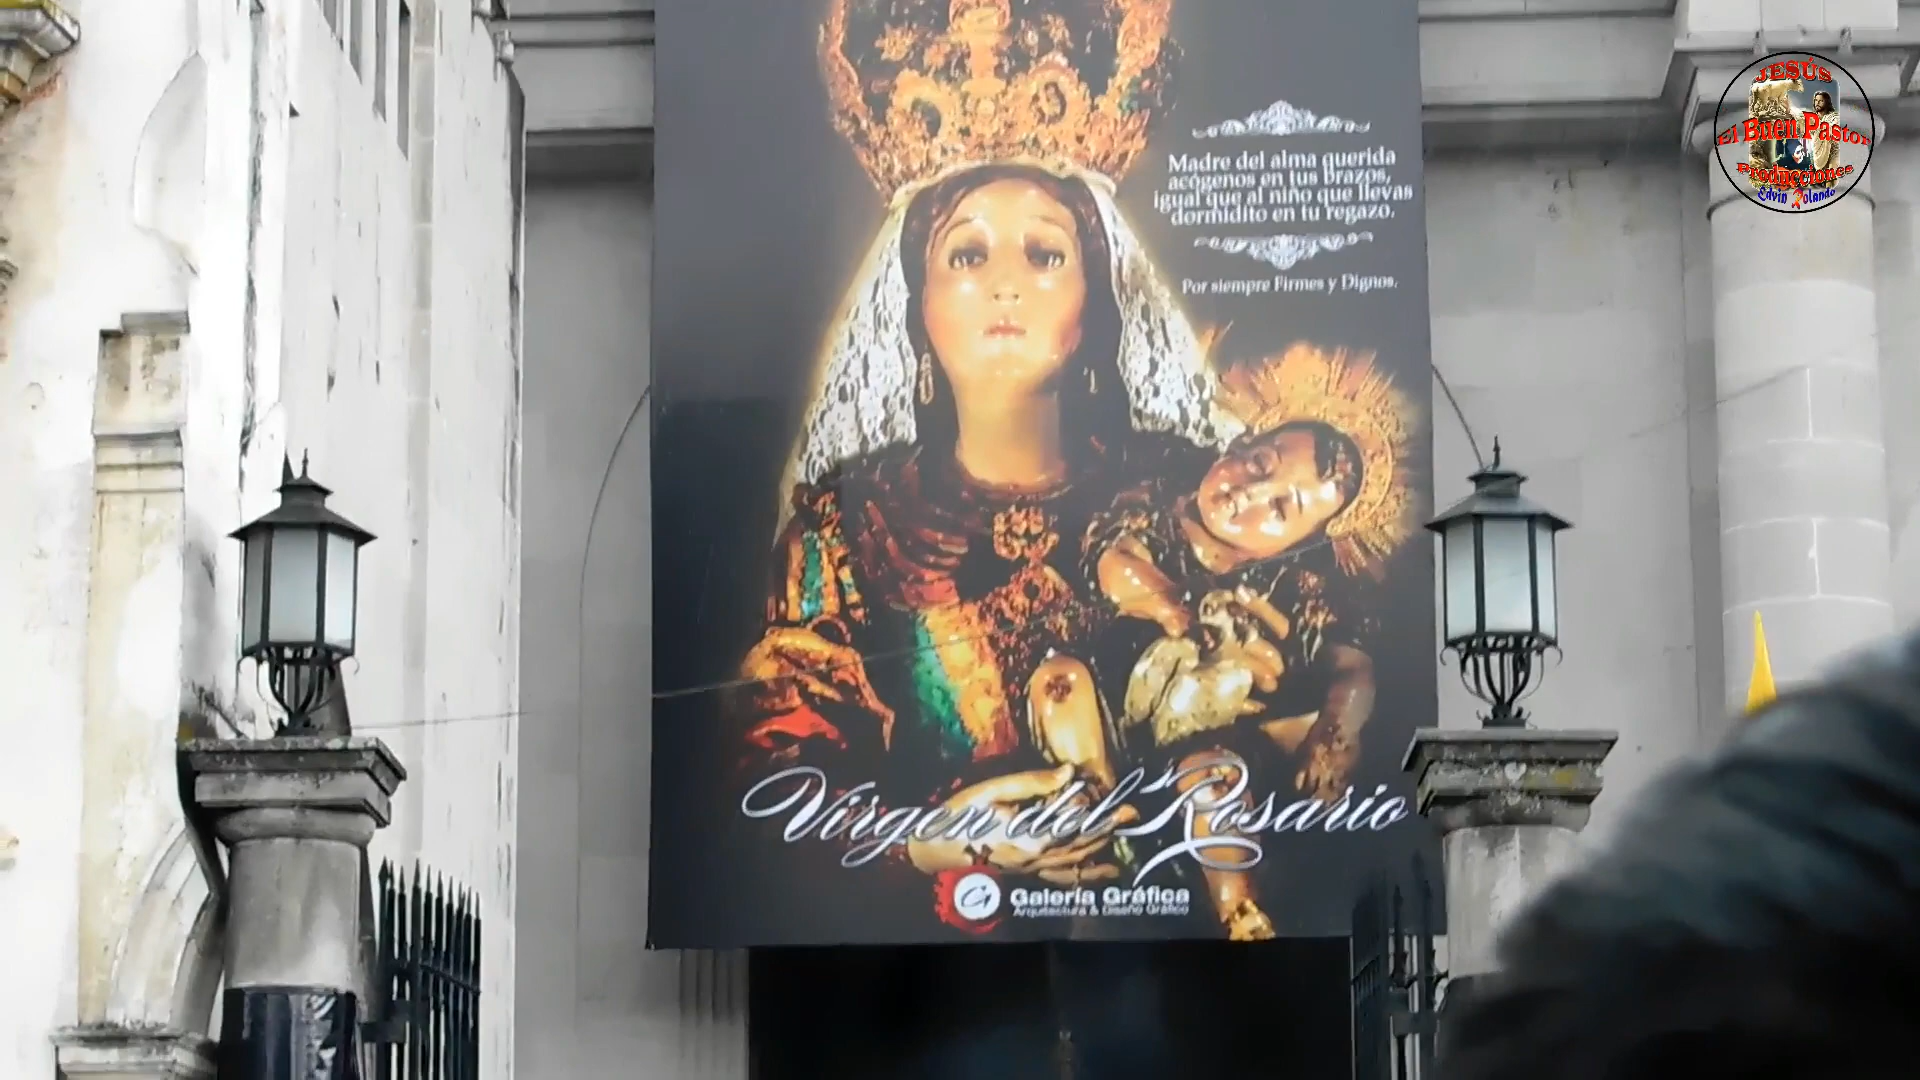 JESÚS
El Buen Pastor
Producciones
Edvin Rolando
Madre del alma querida
acógenos en tus brazos,
igual que al niño que llevas
dormidito en tu regazo.
Por siempre Firmes y Dignos.
Virgen del Rosario
G
Galería Gráfica
Arquitectura & Diseño Gráfico